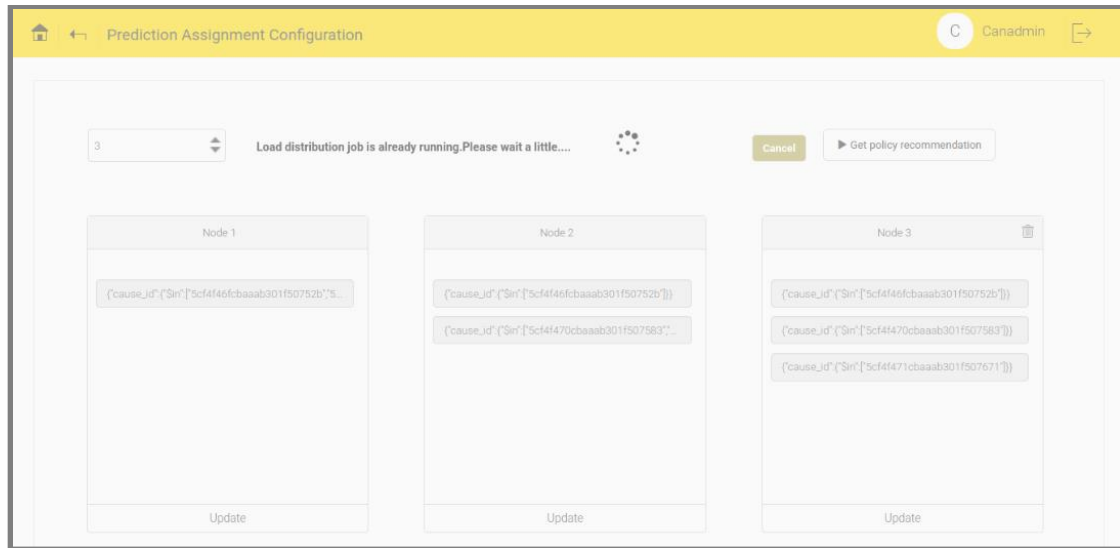 Prediction Assignment Configuration
C Canadmin
3
Load distribution job is already running.Please wait a little....
Cancel
Get policy recommendation
Node 1
Node 2
Node 3
{"cause_id":{"$in":["5cf4f46fcbaaab301f50752b","5...
{"cause_id":{"$in":["5cf4f46fcbaaab301f50752b"]}}
{"cause_id":{"$in":["5cf4f46fcbaaab301f50752b"]}}
{"cause_id":{"$in":["5cf4f470cbaaab301f507583","...
{"cause_id":{"$in":["5cf4f470cbaaab301f507583"]}}
{"cause_id":{"$in":["5cf4f471cbaaab301f507671"]}}
Update
Update
Update